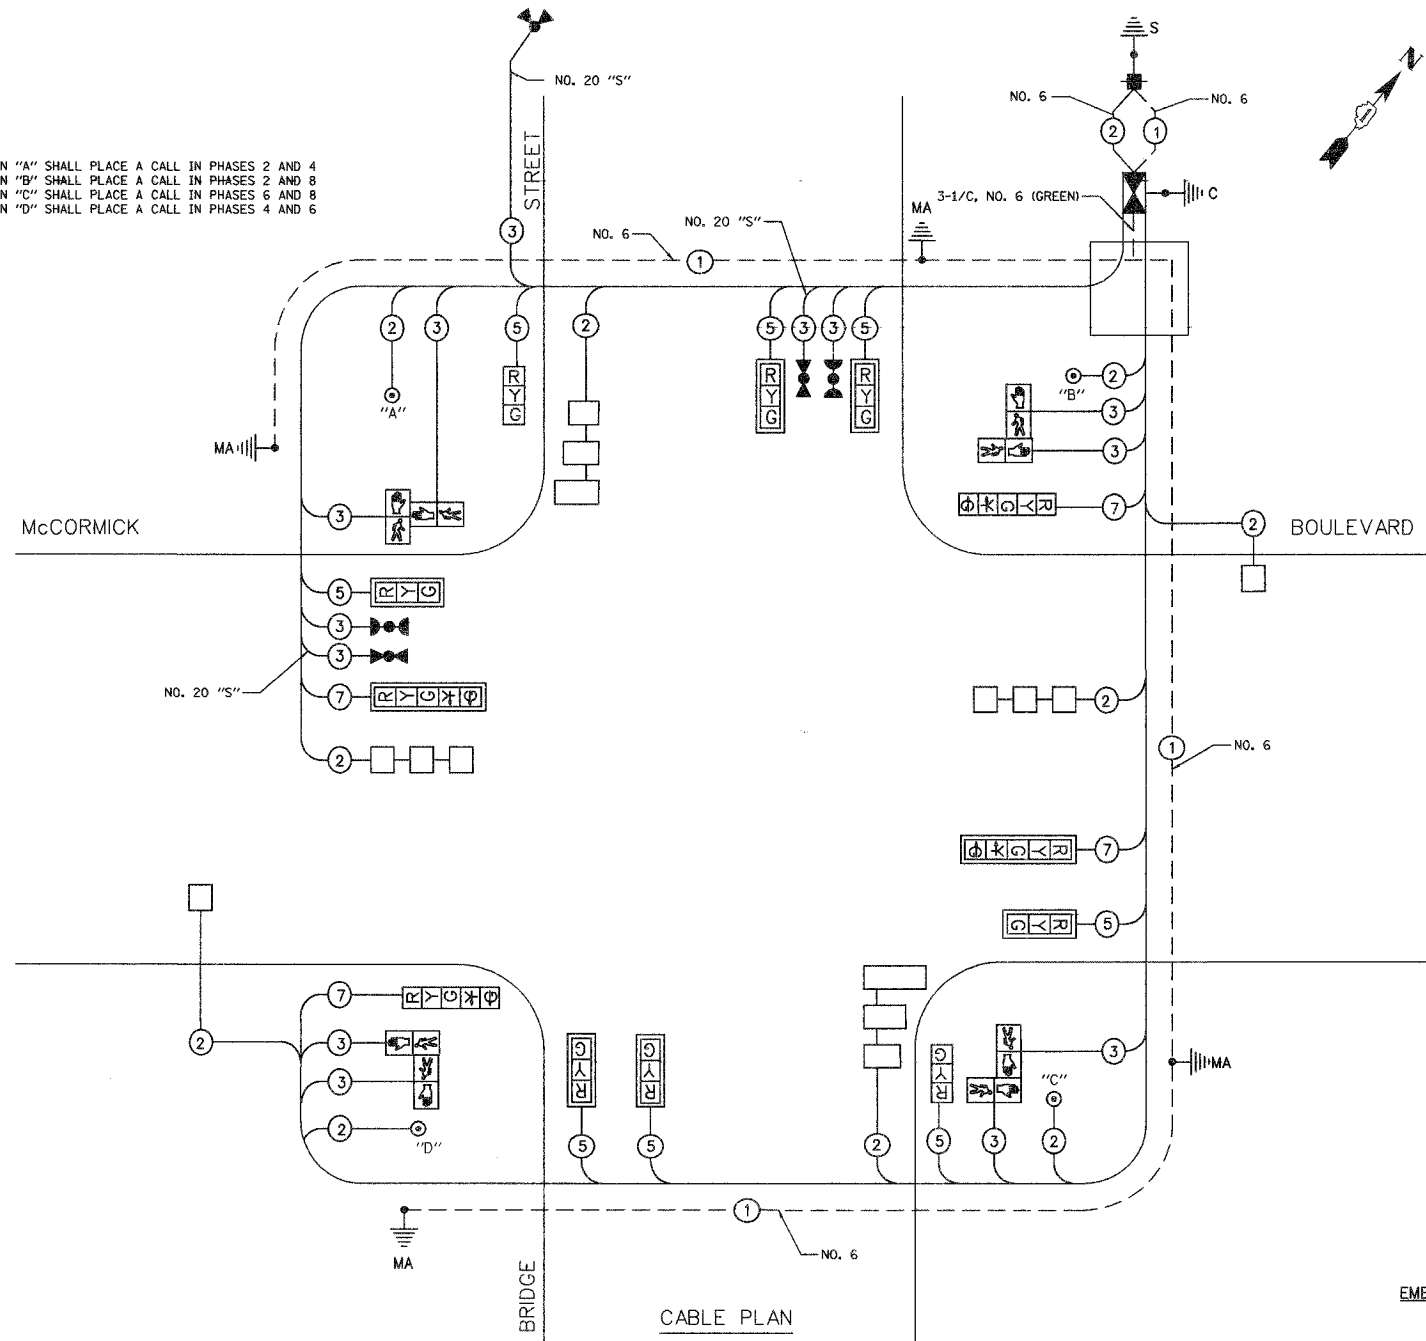 S
NO. 20 "S"
NO. 6
NO. 6
N
2
1
N "A" SHALL PLACE A CALL IN PHASES 2 AND 4
N "B" SHALL PLACE A CALL IN PHASES 2 AND 8
N "C" SHALL PLACE A CALL IN PHASES 6 AND 8
N "D" SHALL PLACE A CALL IN PHASES 4 AND 6
STREET
3-1/C, NO. 6 (GREEN)
C
MA
NO. 20 "S"
NO. 6
3
1
2
3
5
2
5
3
3
5
R Y G
R Y G
R Y G
"A"
"B"
2
3
3
MA
3
R Y G
7
2
McCORMICK
BOULEVARD
5
R Y G
3
3
NO. 20 "S"
7
R Y G
2
2
1
NO. 6
R Y G
7
R Y G
5
7
R Y G
2
3
3
2
"D"
R Y G
R Y G
R Y G
3
"C"
MA
5
5
2
5
3
2
1
NO. 6
MA
BRIDGE
CABLE PLAN
EME